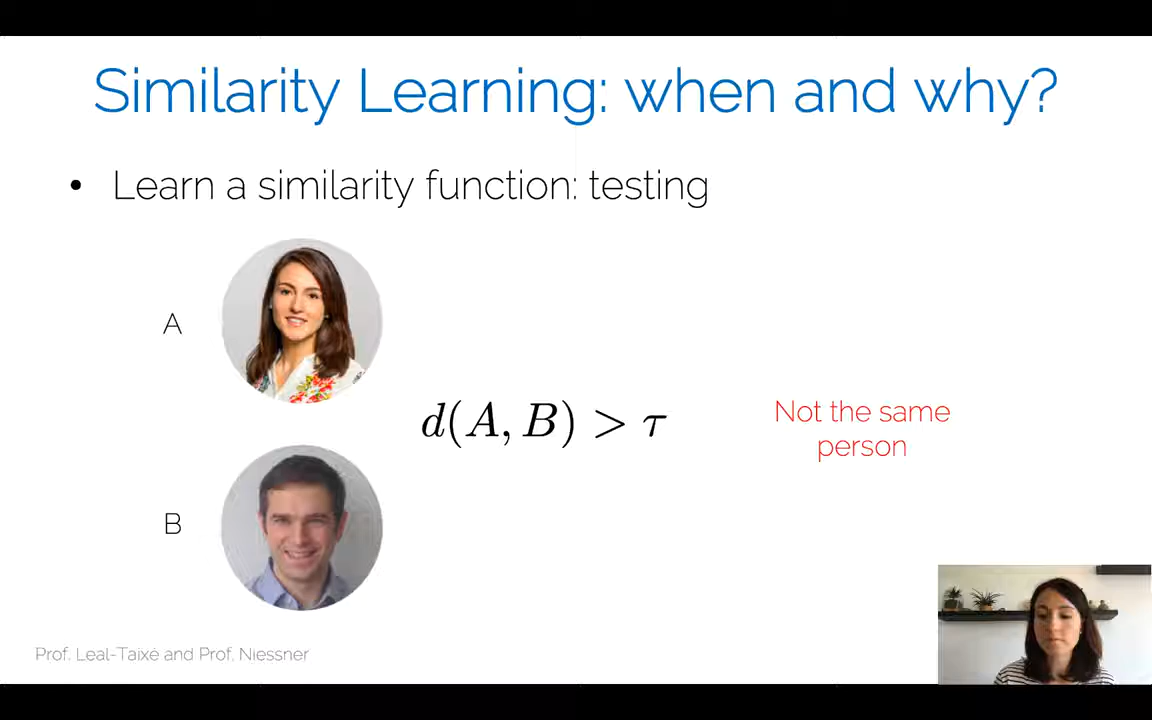 Similarity Learning: when and why?
• Learn a similarity function: testing
A
d(A, B) > τ
Not the same
person
B
Prof. Leal-Taixé and Prof. Niessner